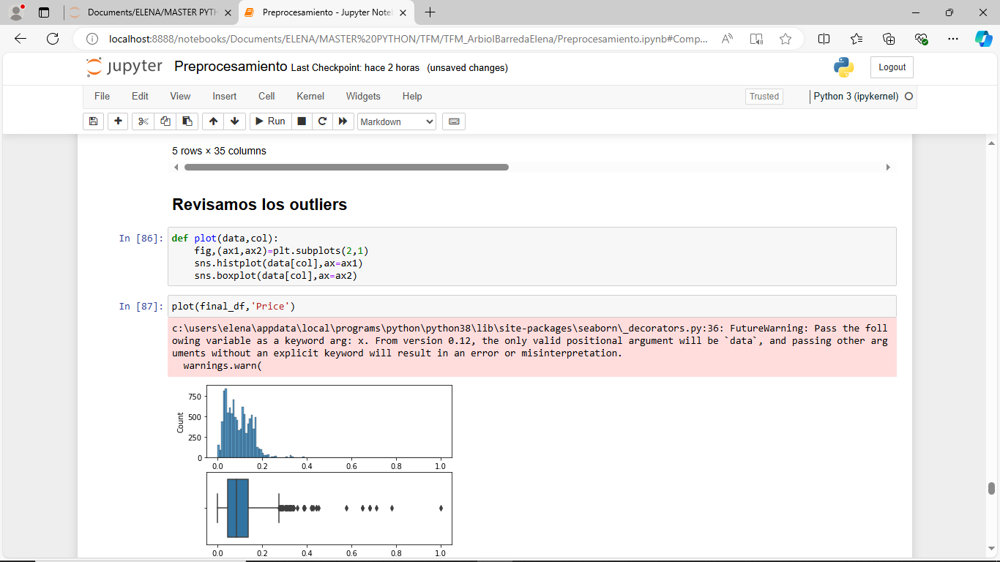 Documents/ELENA/MASTER PYTH
Preprocesamiento - Jupyter Note
localhost:8888/notebooks/Documents/ELENA/MASTER%20PYTHON/TFM/TFM_ArbiolBarredaElena/Preprocesamiento.ipynb#Comp...
jupyter Preprocesamiento Last Checkpoint: hace 2 horas (unsaved changes)
Logout
File Edit View Insert Cell Kernel Widgets Help
Trusted
Python 3 (ipykernel)
Run
Markdown
5 rows × 35 columns
Revisamos los outliers
In [86]:
def plot(data,col):
    fig,(ax1,ax2)=plt.subplots(2,1)
    sns.histplot(data[col],ax=ax1)
    sns.boxplot(data[col],ax=ax2)
In [87]:
plot(final_df,'Price')
c:\users\elena\appdata\local\programs\python\python38\lib\site-packages\seaborn\_decorators.py:36: FutureWarning: Pass the foll
owing variable as a keyword arg: x. From version 0.12, the only valid positional argument will be `data`, and passing other arg
uments without an explicit keyword will result in an error or misinterpretation.
  warnings.warn(
Count
750
500
250
0
0.0 0.2 0.4 0.6 0.8 1.0
0.0 0.2 0.4 0.6 0.8 1.0